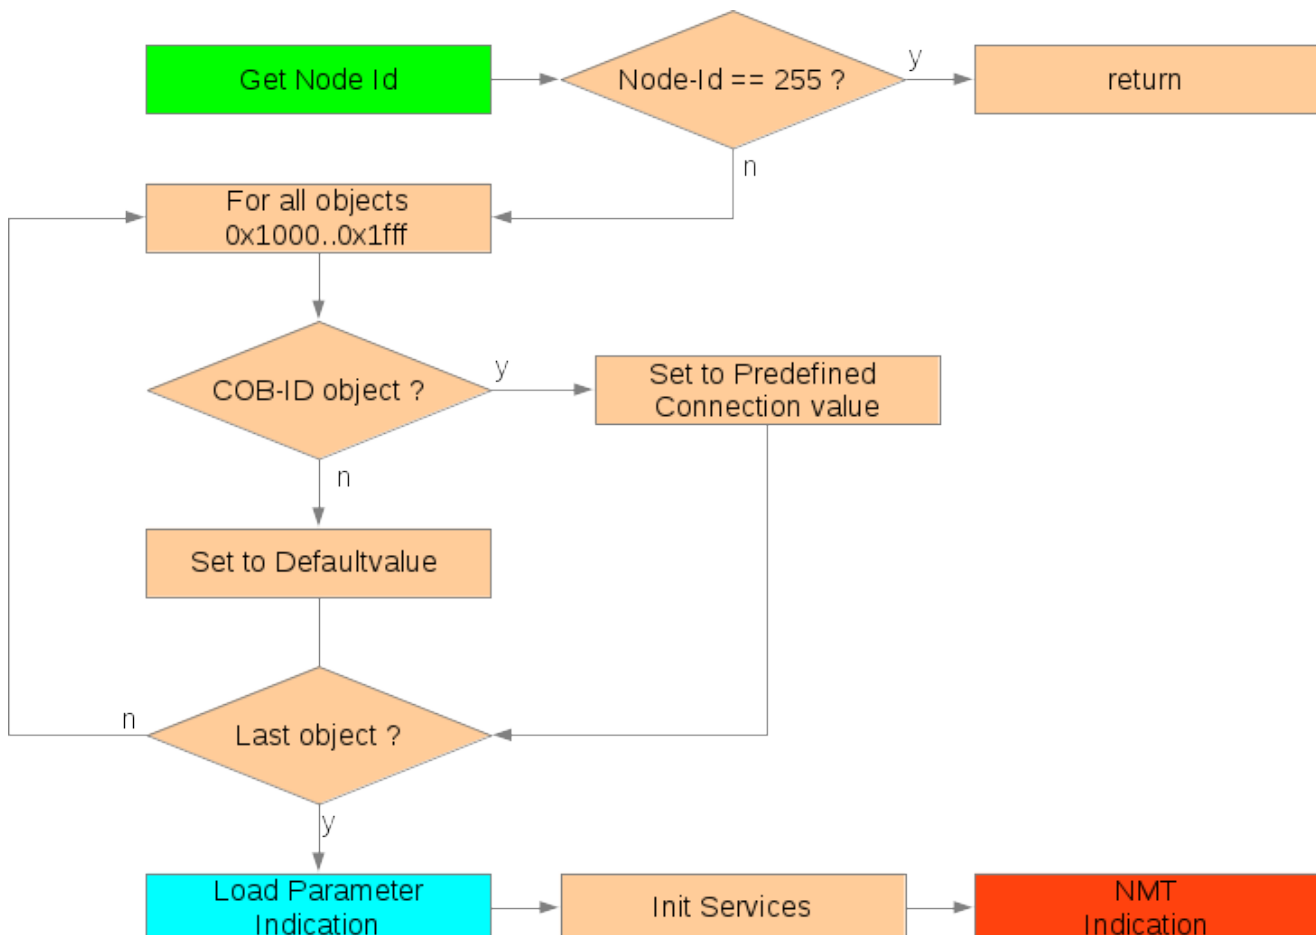 Get Node Id
Node-Id == 255 ?
y
return
n
For all objects
0x1000..0x1fff
COB-ID object ?
y
Set to Predefined
Connection value
n
Set to Defaultvalue
n
Last object ?
y
Load Parameter
Indication
Init Services
NMT
Indication